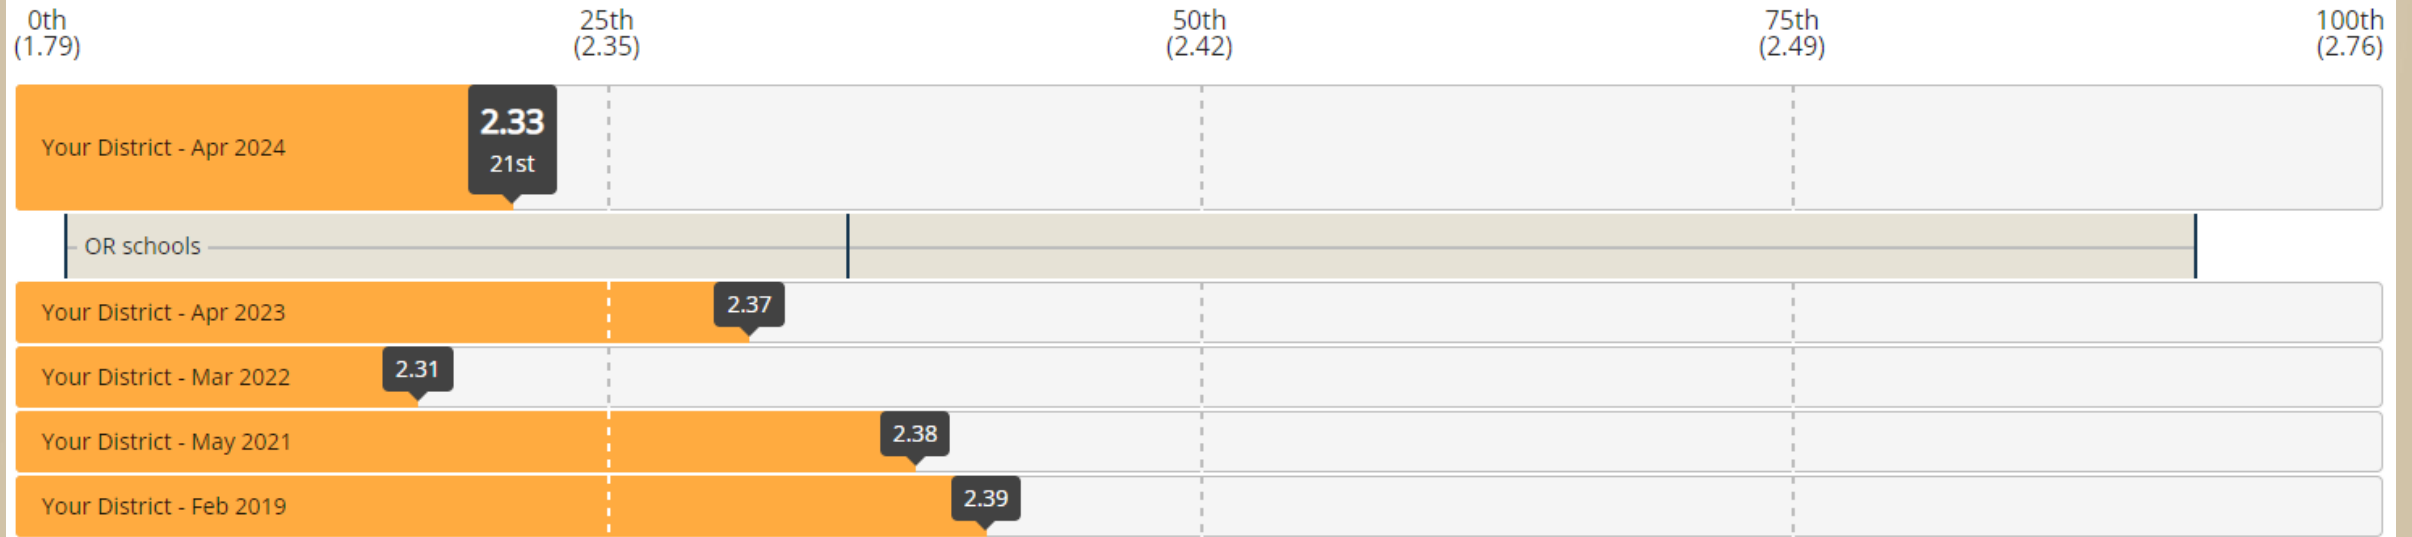 0th 25th 50th 75th 100th
(1.79) (2.35) (2.42) (2.49) (2.76)
2.33
Your District - Apr 2024
21st
OR schools
Your District - Apr 2023 2.37
Your District - Mar 2022 2.31
Your District - May 2021 2.38
Your District - Feb 2019 2.39